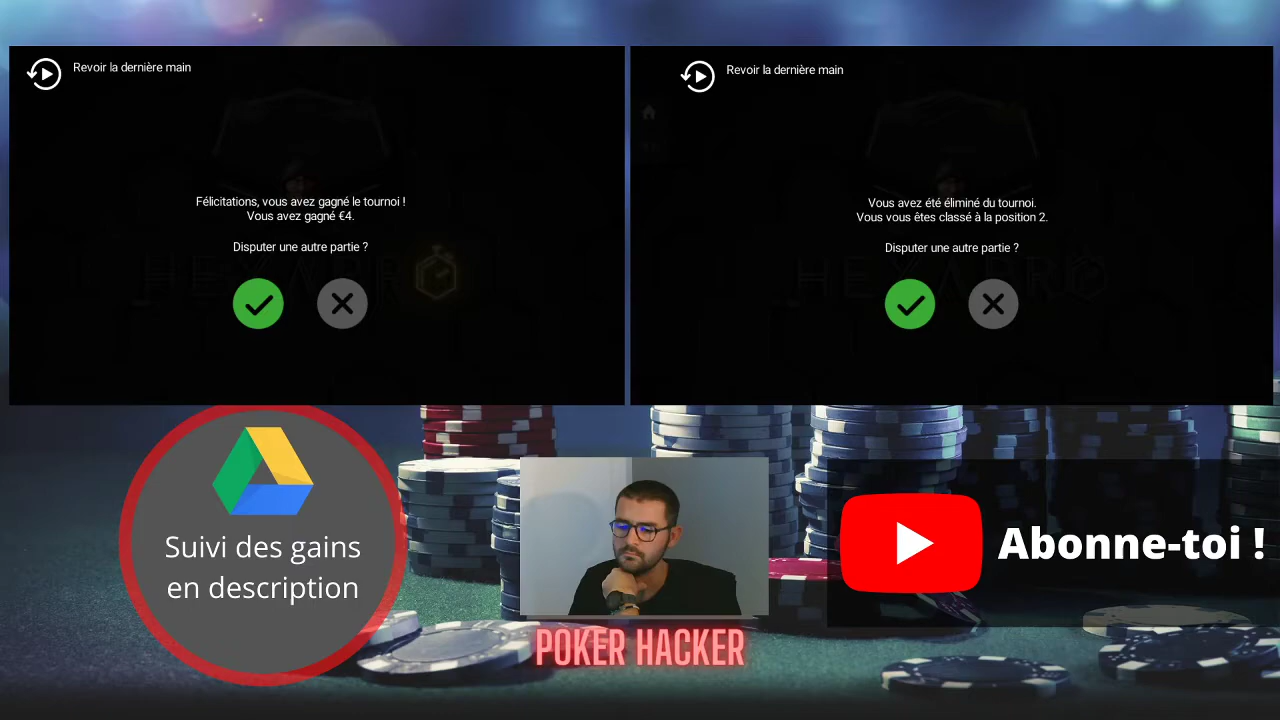 Revoir la dernière main
Félicitations, vous avez gagné le tournoi !
Vous avez gagné €4.
Disputer une autre partie ?
HEXAPRO
Revoir la dernière main
Vous avez été éliminé du tournoi.
Vous vous êtes classé à la position 2.
Disputer une autre partie ?
HEXAPRO
Suivi des gains
en description
POKER HACKER
Abonne-toi !